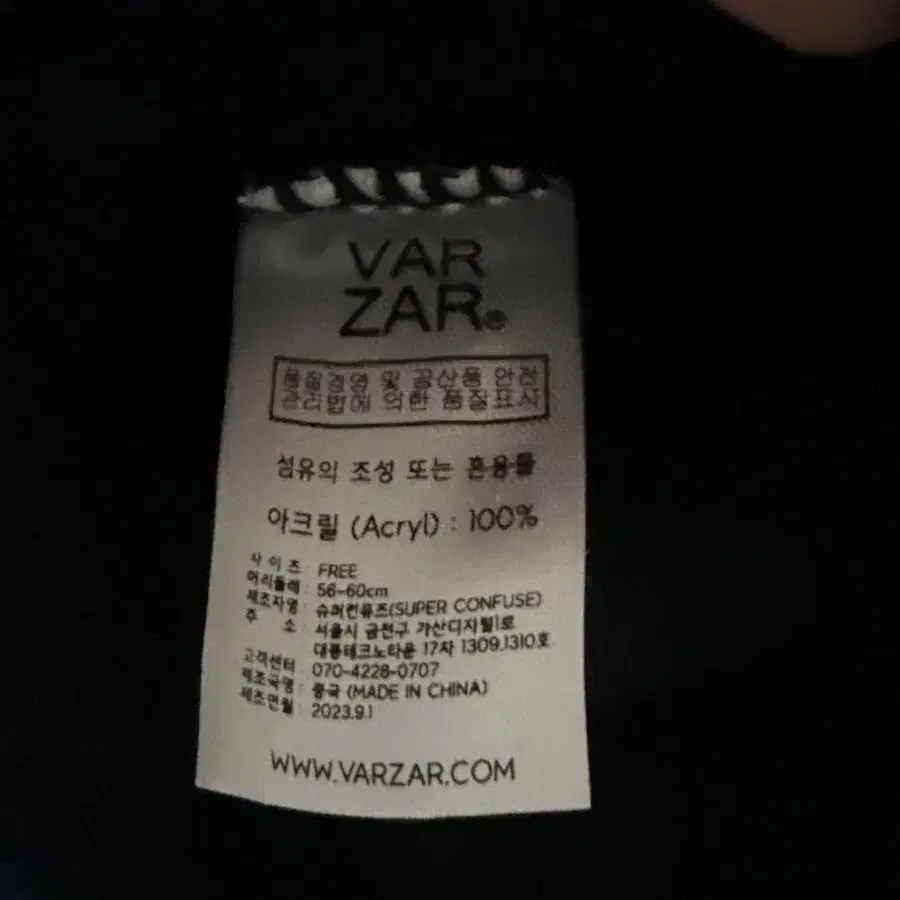 VAR
ZAR®
품질경영 및 공산품 안전
관리법에 의한 품질표시
섬유의 조성 또는 혼용률
아크릴 (Acryl) : 100%
사 이 즈 : FREE
머리둘레 : 56~60cm
제조자명 : 슈퍼컨퓨즈(SUPER CONFUSE)
주 소 : 서울시 금천구 가산디지털1로
대륭테크노타운 17차 1309,1310호
고객센터 : 070-4228-0707
제조국명 : 중국 (MADE IN CHINA)
제조연월 : 2023.9.1
WWW.VARZAR.COM